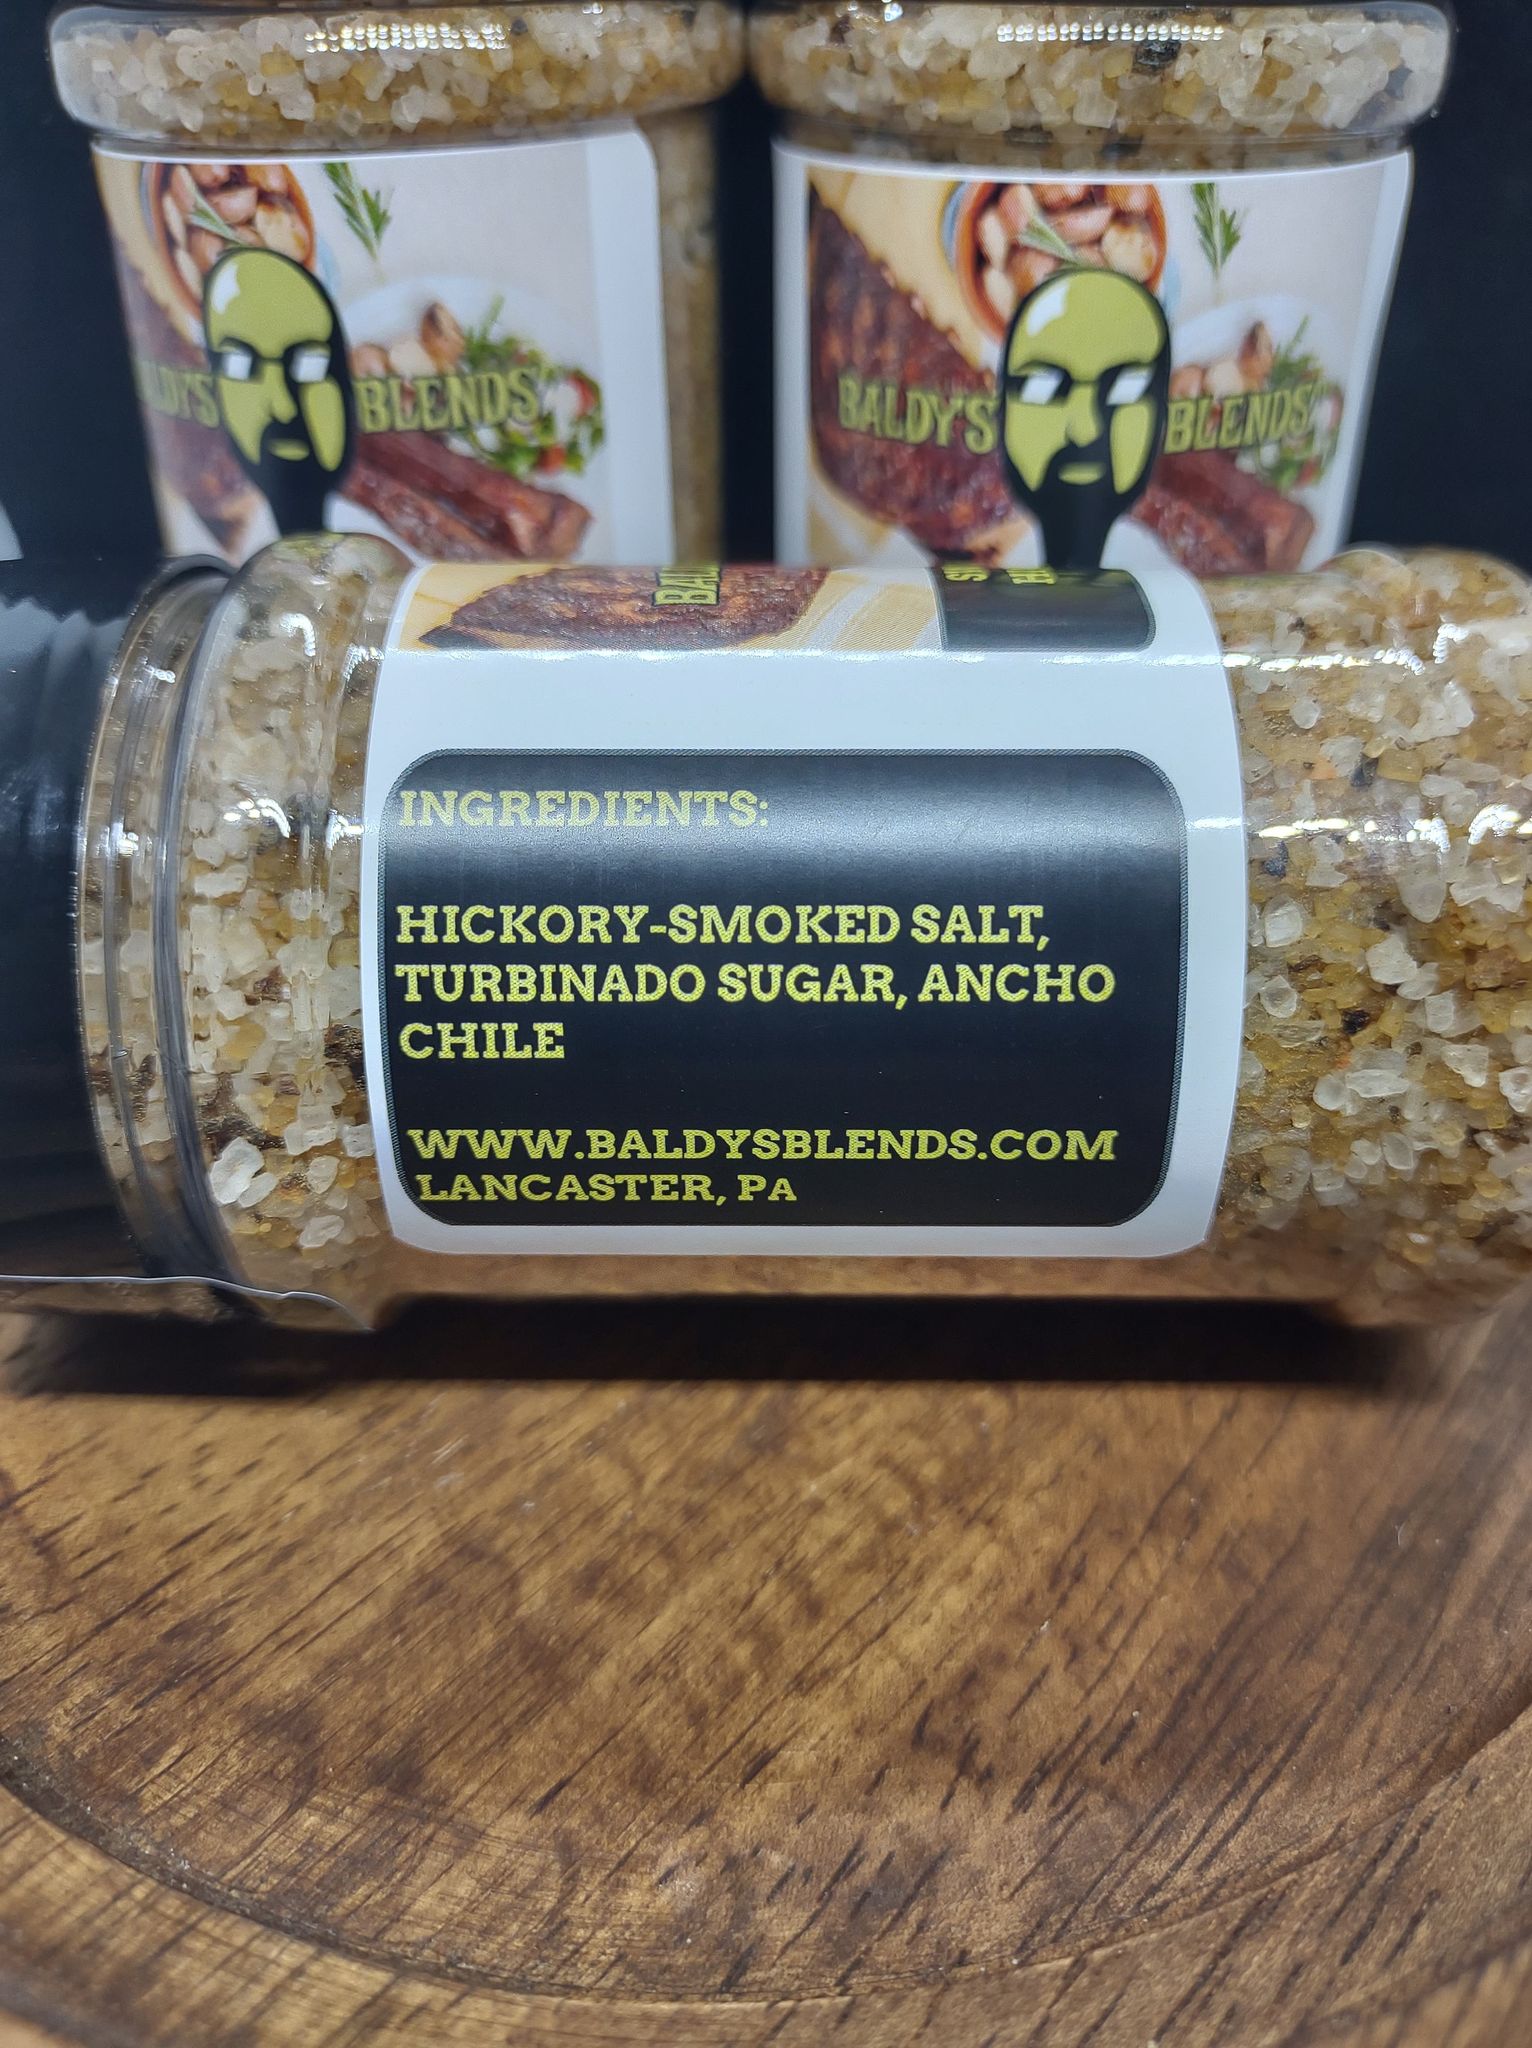 BALDY'S BLENDS
BALDY'S BLENDS
INGREDIENTS:
HICKORY-SMOKED SALT,
TURBINADO SUGAR, ANCHO
CHILE
WWW.BALDYSBLENDS.COM
LANCASTER, PA